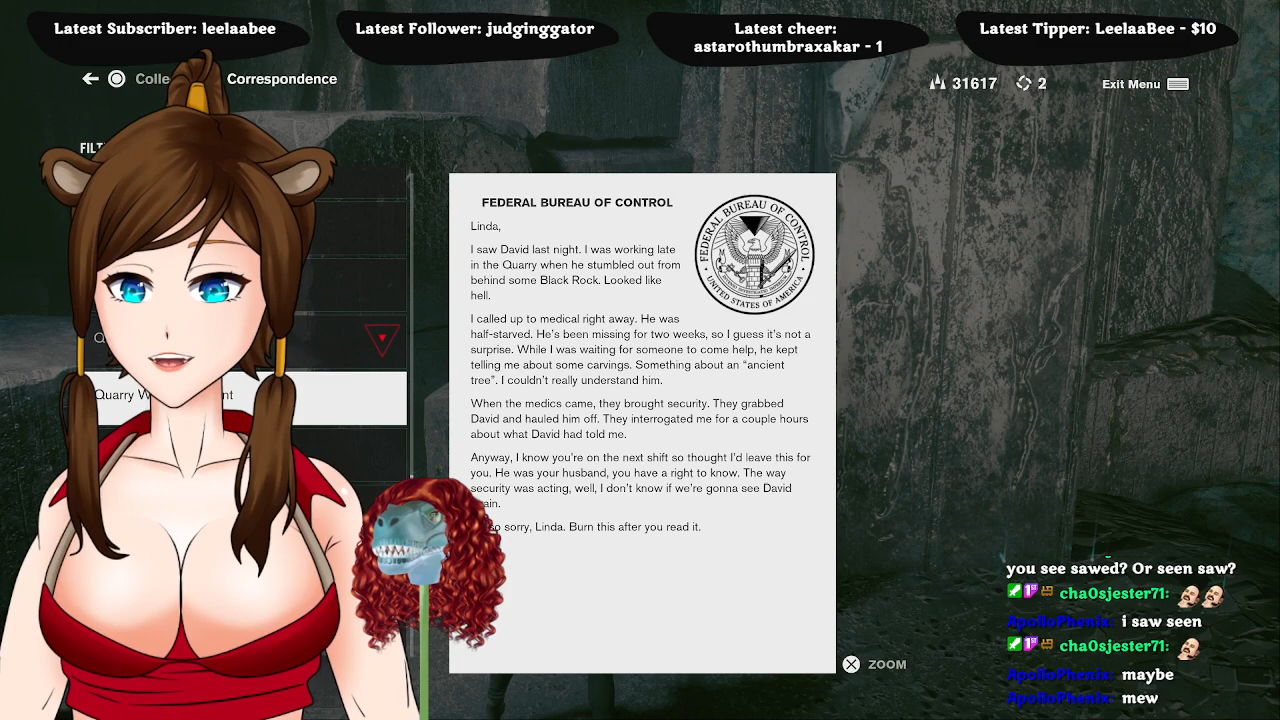 Latest Subscriber: leelaabee
Latest Follower: judginggator
Latest cheer:
astarothumbraxakar - 1
Latest Tipper: LeelaaBee - $10
Colle
Correspondence
31617
2
Exit Menu
FILT
Q
Quarry W
nt
FEDERAL BUREAU OF CONTROL
FEDERAL BUREAU OF CONTROL
UNITED STATES OF AMERICA
Linda,
I saw David last night. I was working late
in the Quarry when he stumbled out from
behind some Black Rock. Looked like
hell.
I called up to medical right away. He was
half-starved. He's been missing for two weeks, so I guess it's not a
surprise. While I was waiting for someone to come help, he kept
telling me about some carvings. Something about an “ancient
tree”. I couldn't really understand him.
When the medics came, they brought security. They grabbed
David and hauled him off. They interrogated me for a couple hours
about what David had told me.
Anyway, I know you're on the next shift so thought I'd leave this for
you. He was your husband, you have a right to know. The way
security was acting, well, I don't know if we're gonna see David
ain.
so sorry, Linda. Burn this after you read it.
ZOOM
you see sawed? Or seen saw?
cha0sjester71:
ApolloPhenix: i saw seen
cha0sjester71:
ApolloPhenix: maybe
ApolloPhenix: mew